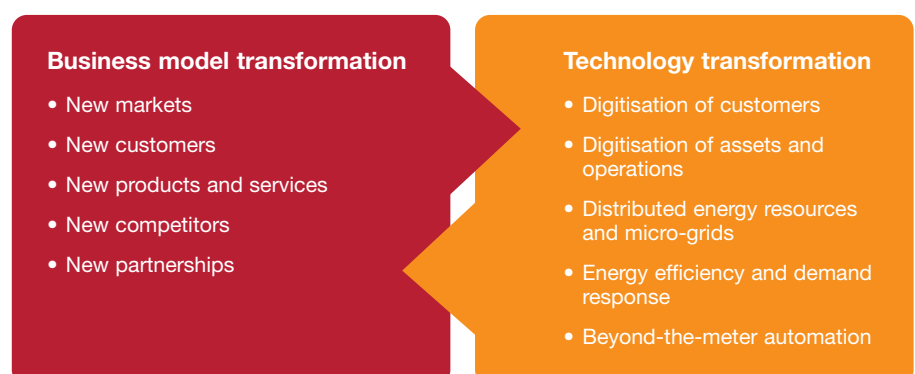 Business model transformation
• New markets
• New customers
• New products and services
• New competitors
• New partnerships
Technology transformation
• Digitisation of customers
• Digitisation of assets and
operations
• Distributed energy resources
and micro-grids
• Energy efficiency and demand
response
• Beyond-the-meter automation